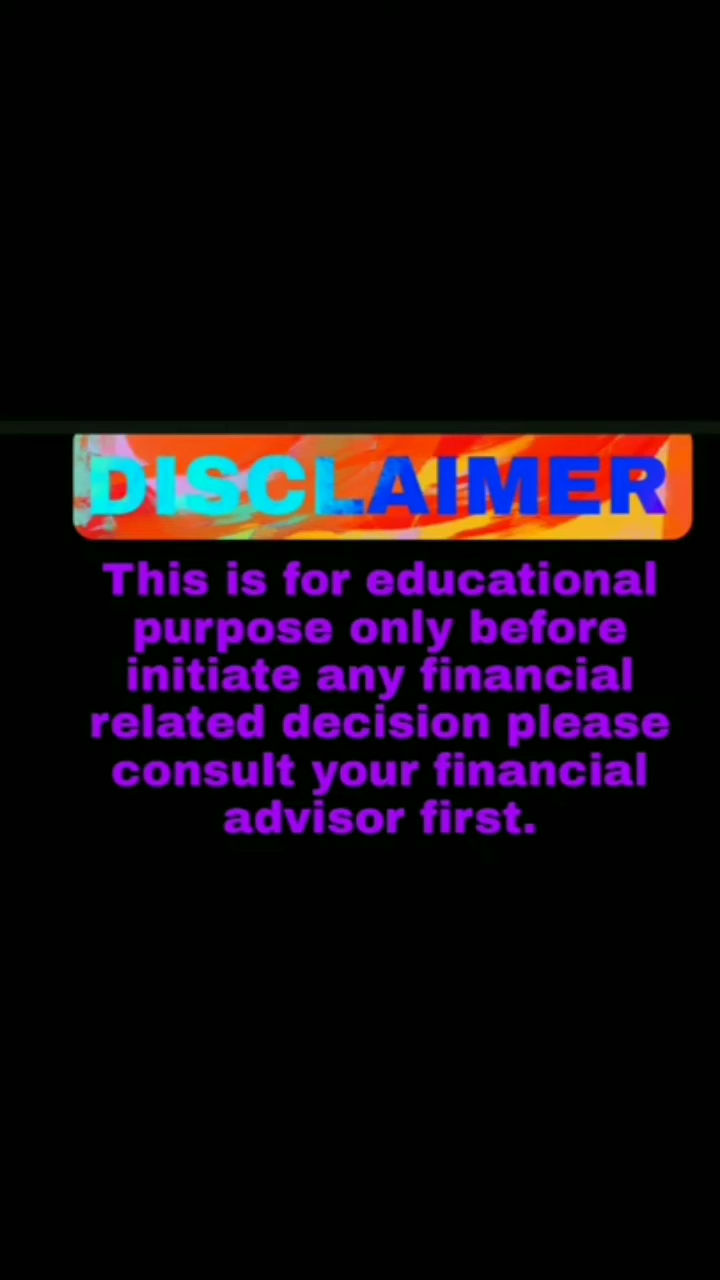 DISCLAIMER
This is for educational
purpose only before
initiate any financial
related decision please
consult your financial
advisor first.